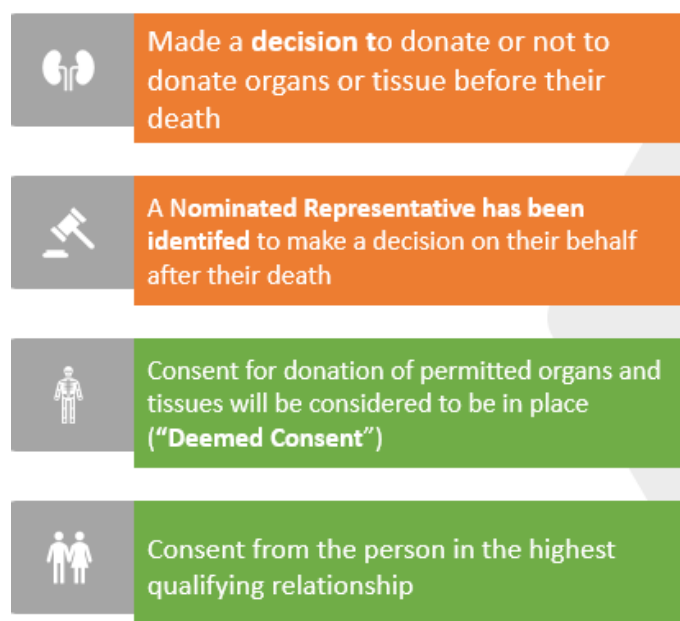 Made a decision to donate or not to
donate organs or tissue before their
death
A Nominated Representative has been
identifed to make a decision on their behalf
after their death
Consent for donation of permitted organs and
tissues will be considered to be in place
(“Deemed Consent”)
Consent from the person in the highest
qualifying relationship